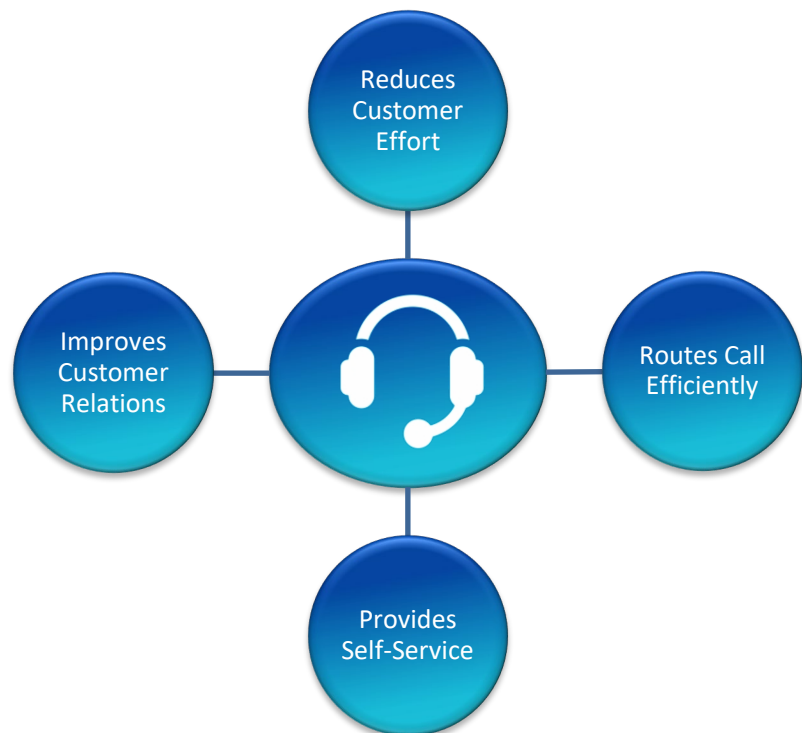 Reduces
Customer
Effort
Improves
Customer
Relations
Routes Call
Efficiently
Provides
Self-Service